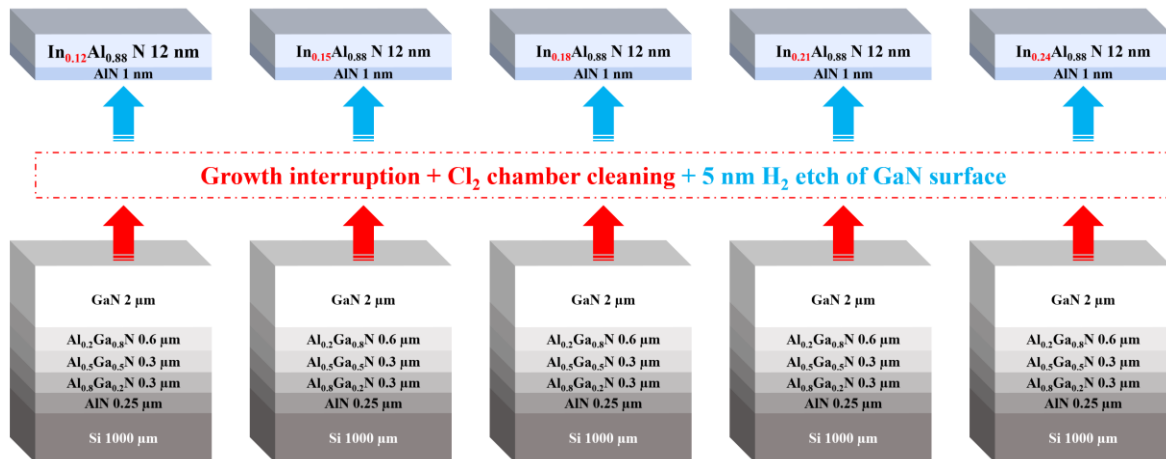 In0.12Al0.88 N 12 nm
AlN 1 nm
In0.15Al0.88 N 12 nm
AlN 1 nm
In0.18Al0.88 N 12 nm
AlN 1 nm
In0.21Al0.88 N 12 nm
AlN 1 nm
In0.24Al0.88 N 12 nm
AlN 1 nm
Growth interruption + Cl2 chamber cleaning + 5 nm H2 etch of GaN surface
GaN 2 μm
Al0.2Ga0.8N 0.6 μm
Al0.5Ga0.5N 0.3 μm
Al0.8Ga0.2N 0.3 μm
AlN 0.25 μm
Si 1000 μm
GaN 2 μm
Al0.2Ga0.8N 0.6 μm
Al0.5Ga0.5N 0.3 μm
Al0.8Ga0.2N 0.3 μm
AlN 0.25 μm
Si 1000 μm
GaN 2 μm
Al0.2Ga0.8N 0.6 μm
Al0.5Ga0.5N 0.3 μm
Al0.8Ga0.2N 0.3 μm
AlN 0.25 μm
Si 1000 μm
GaN 2 μm
Al0.2Ga0.8N 0.6 μm
Al0.5Ga0.5N 0.3 μm
Al0.8Ga0.2N 0.3 μm
AlN 0.25 μm
Si 1000 μm
GaN 2 μm
Al0.2Ga0.8N 0.6 μm
Al0.5Ga0.5N 0.3 μm
Al0.8Ga0.2N 0.3 μm
AlN 0.25 μm
Si 1000 μm